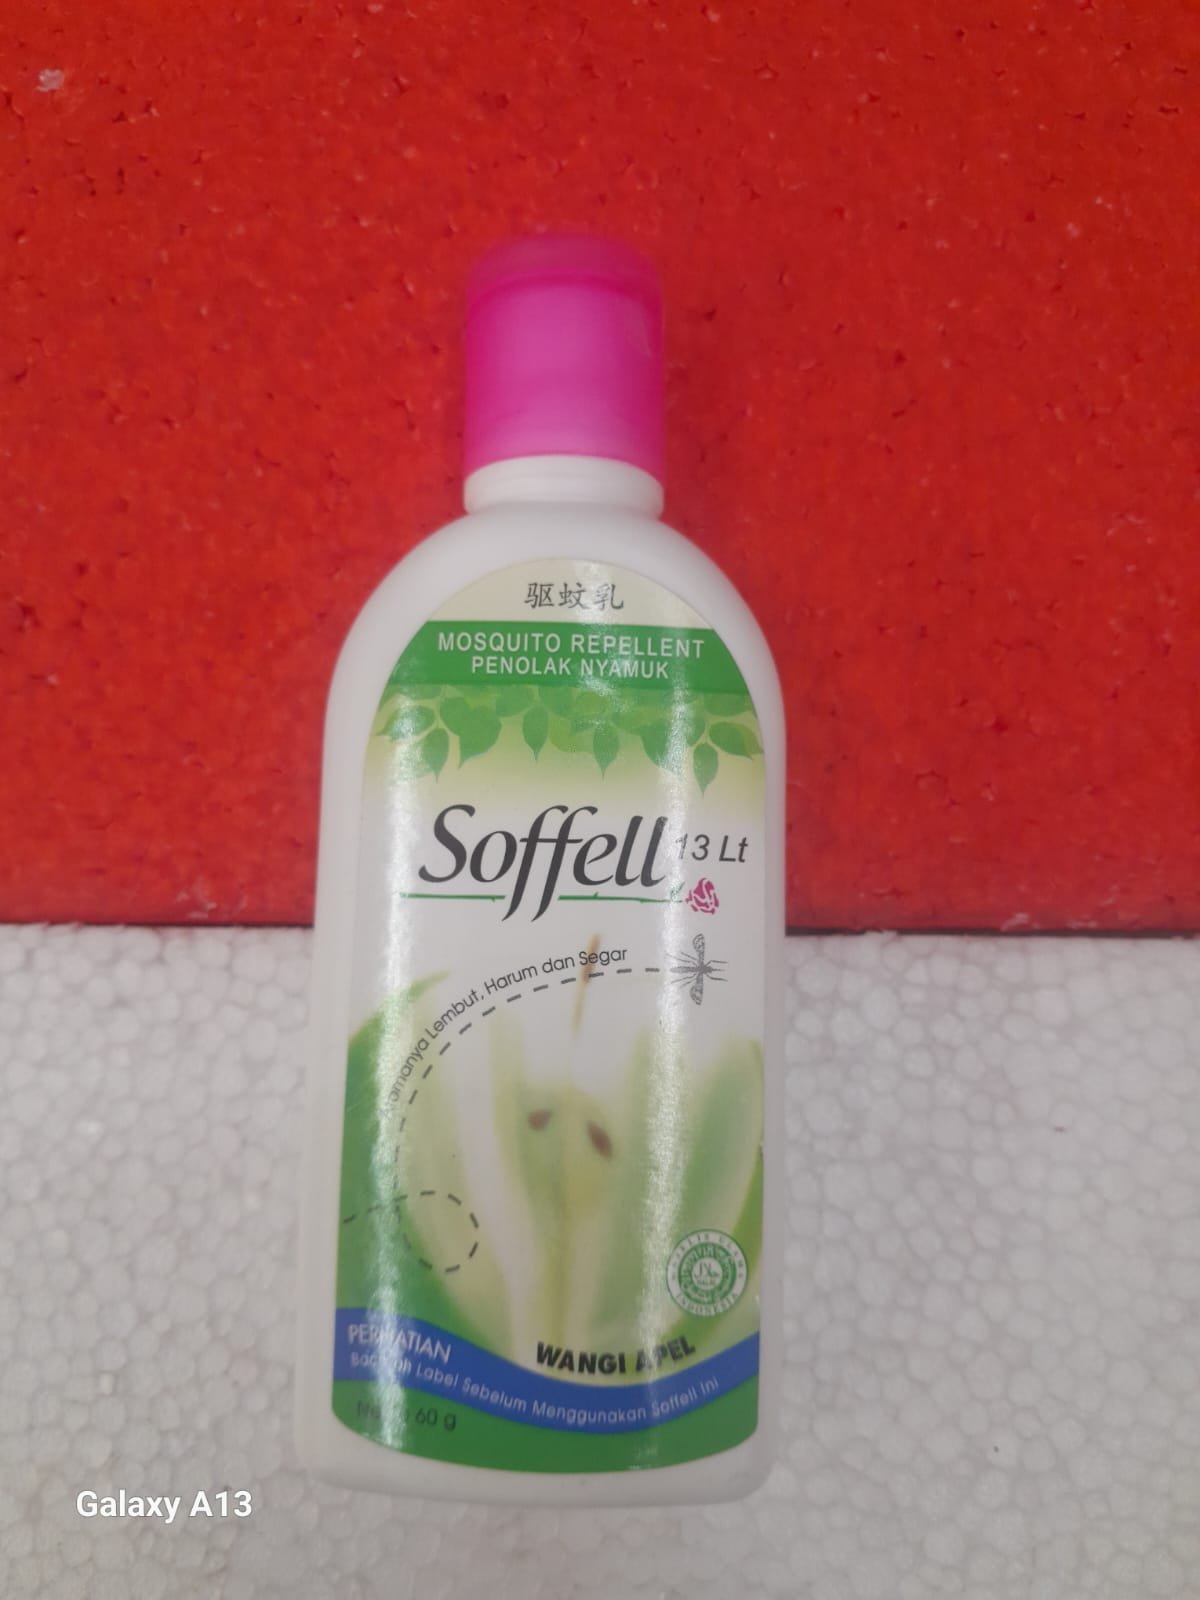 驱蚊乳
MOSQUITO REPELLENT
PENOLAK NYAMUK
Soffell 13 Lt
Lembut, Harum dan Segar
INDONESIA
WANGI APEL
PERHATIAN
Label Sebelum Menggunakan Soffell Ini
60 g
Galaxy A13